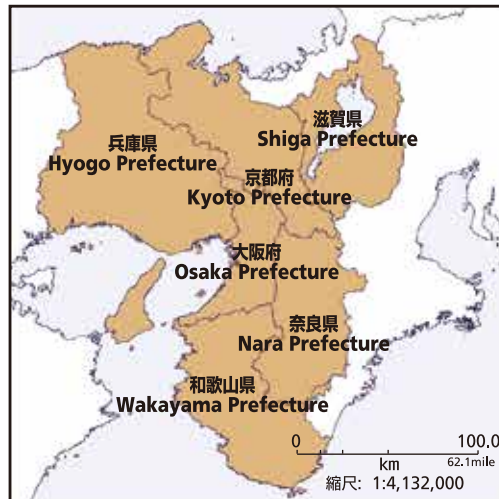 滋賀県
Shiga Prefecture
兵庫県
Hyogo Prefecture
京都府
Kyoto Prefecture
大阪府
Osaka Prefecture
奈良県
Nara Prefecture
和歌山県
Wakayama Prefecture
0 100.0
km 62.1mile
縮尺: 1:4,132,000